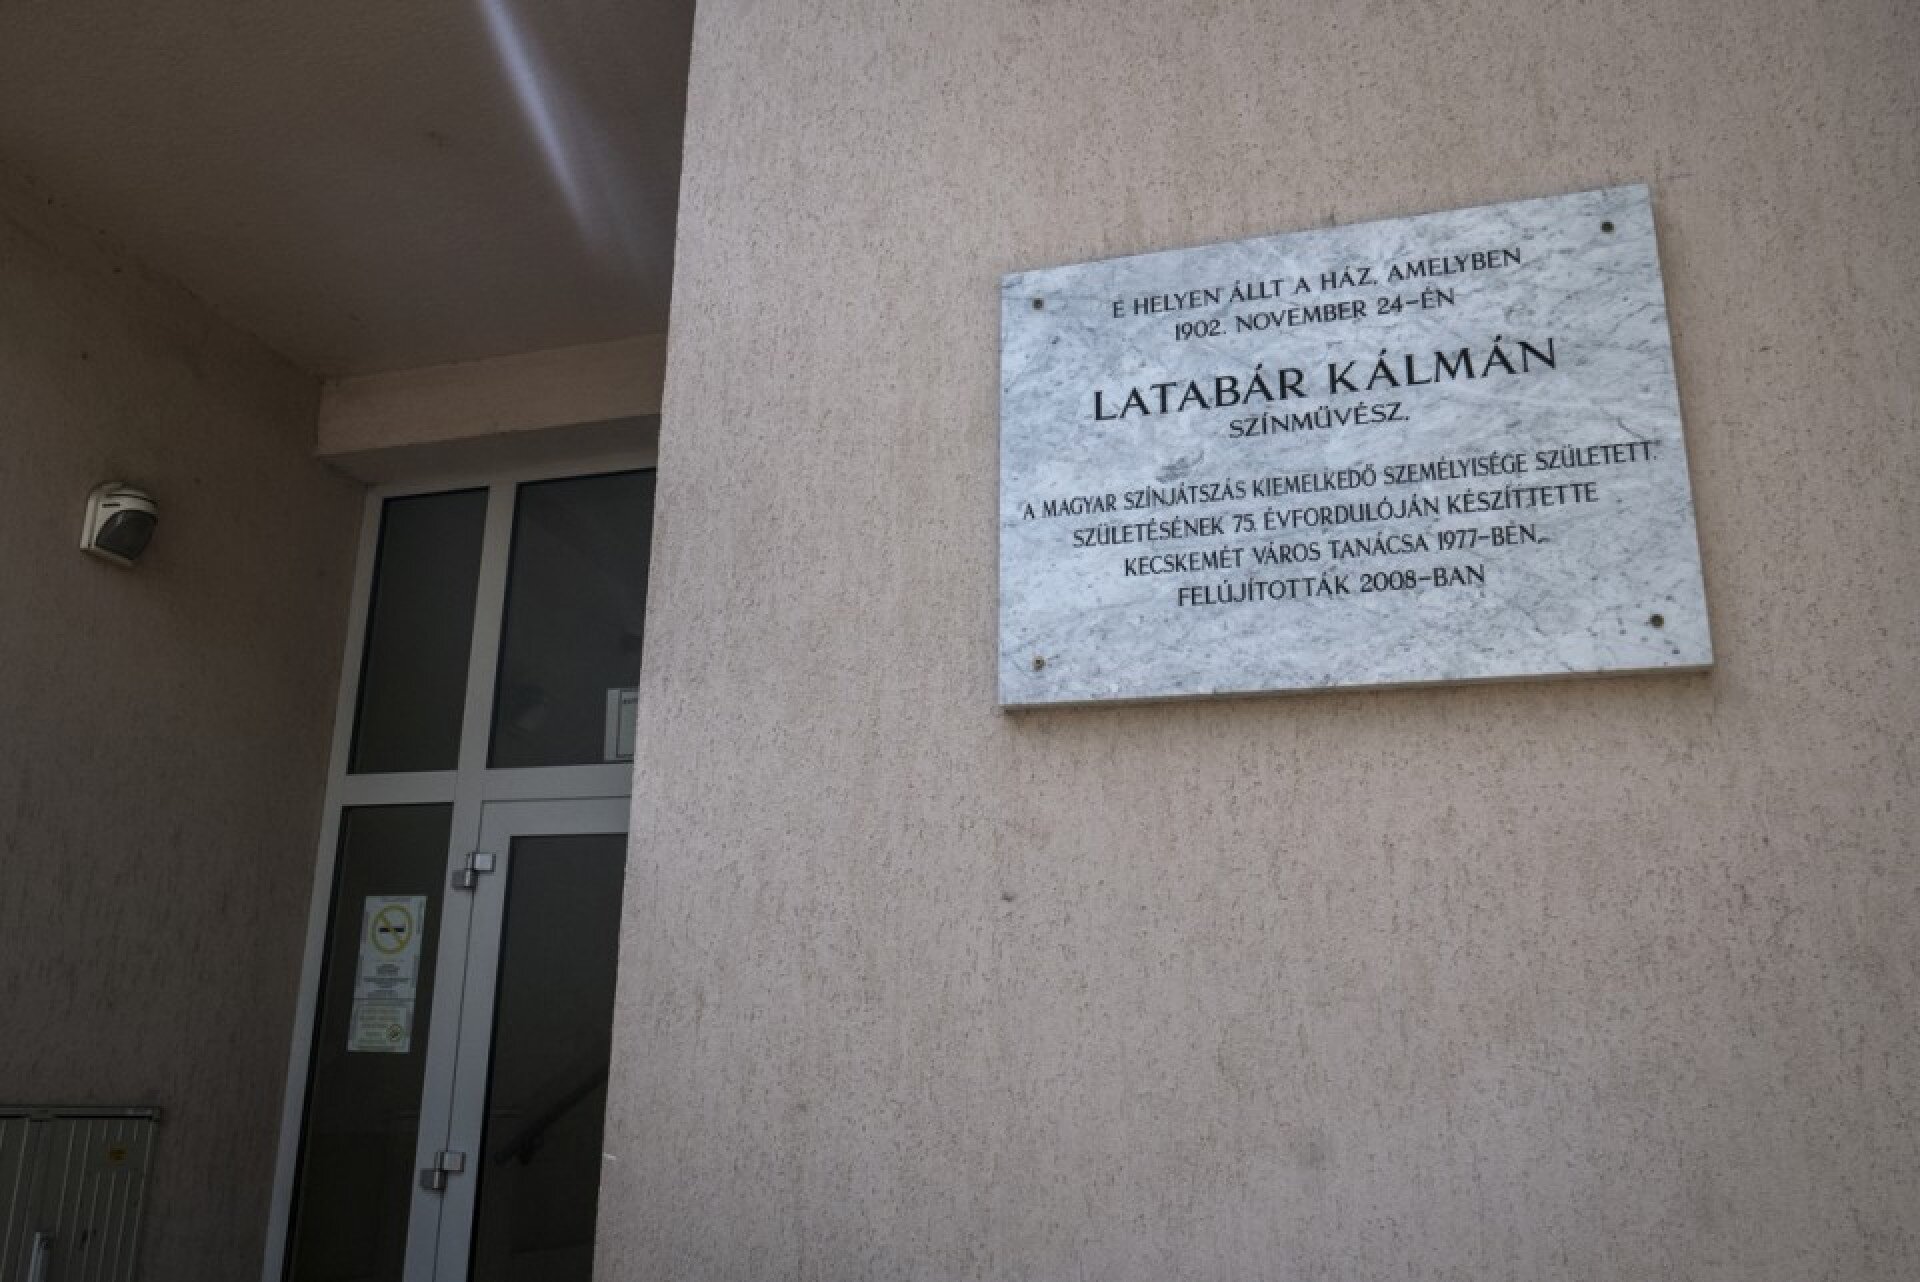 E HELYEN ÁLLT A HÁZ, AMELYBEN
1902. NOVEMBER 24-ÉN
LATABÁR KÁLMÁN
SZÍNMŰVÉSZ,
A MAGYAR SZÍNJÁTSZÁS KIEMELKEDŐ SZEMÉLYISÉGE SZÜLETETT.
SZÜLETÉSÉNEK 75. ÉVFORDULÓJÁN KÉSZÍTTETTE
KECSKEMÉT VÁROS TANÁCSA 1977-BEN.
FELÚJÍTOTTÁK 2008-BAN